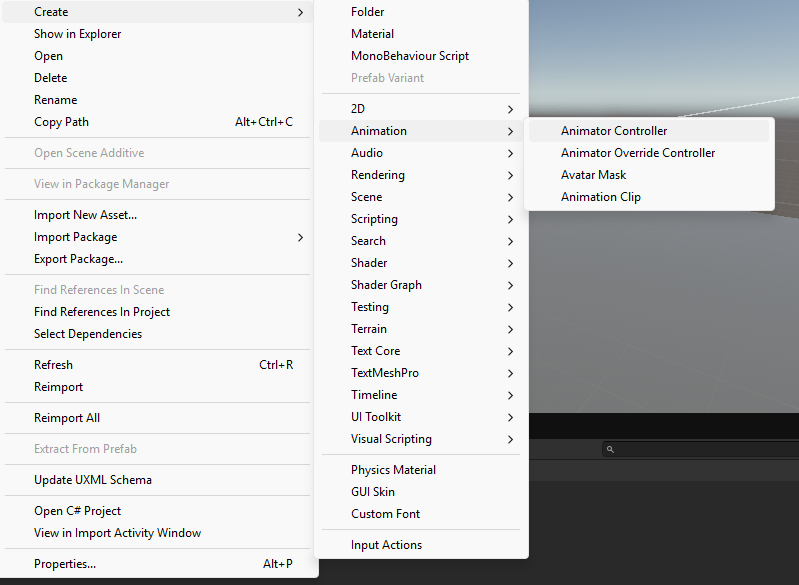 Create
Show in Explorer
Open
Delete
Rename
Copy Path Alt+Ctrl+C
Open Scene Additive
View in Package Manager
Import New Asset...
Import Package
Export Package...
Find References In Scene
Find References In Project
Select Dependencies
Refresh Ctrl+R
Reimport
Reimport All
Extract From Prefab
Update UXML Schema
Open C# Project
View in Import Activity Window
Properties... Alt+P
Folder
Material
MonoBehaviour Script
Prefab Variant
2D
Animation
Audio
Rendering
Scene
Scripting
Search
Shader
Shader Graph
Testing
Terrain
Text Core
TextMeshPro
Timeline
UI Toolkit
Visual Scripting
Physics Material
GUI Skin
Custom Font
Input Actions
Animator Controller
Animator Override Controller
Avatar Mask
Animation Clip